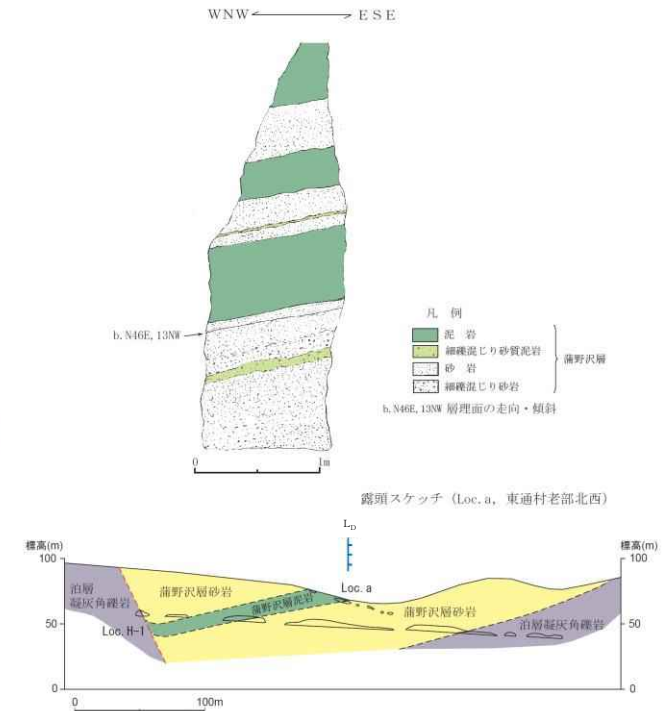 WNW ESE
b. N46E, 13NW
0 1m
凡 例
泥 岩
細礫混じり砂質泥岩
砂 岩
細礫混じり砂岩
蒲野沢層
b. N46E, 13NW 層理面の走向・傾斜
露頭スケッチ (Loc. a, 東通村老部北西)
標高(m)
100
50
0
LD
標高(m)
100
50
0
泊層
凝灰角礫岩
蒲野沢層砂岩
蒲野沢層泥岩
Loc. a
蒲野沢層砂岩
泊層凝灰角礫岩
Loc. H-1
0 100m